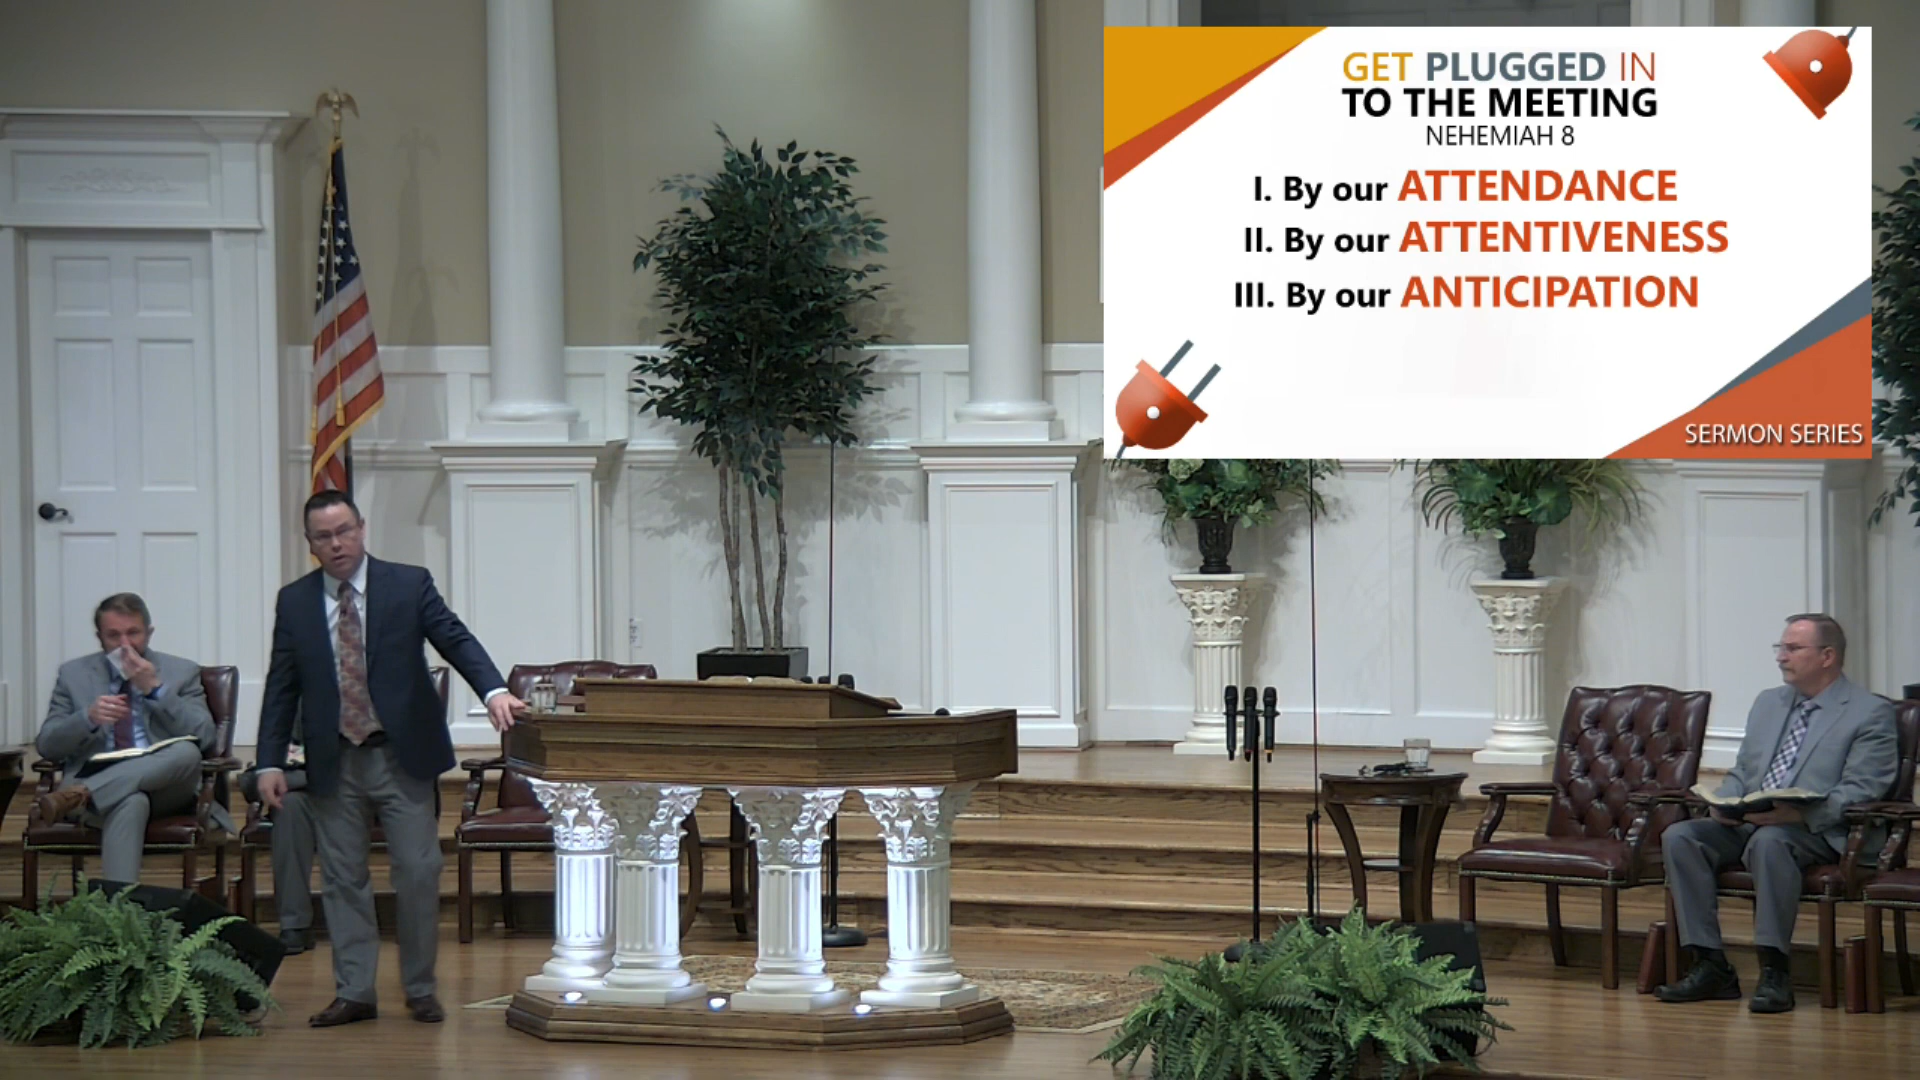 GET PLUGGED IN
TO THE MEETING
NEHEMIAH 8
I. By our ATTENDANCE
II. By our ATTENTIVENESS
III. By our ANTICIPATION
SERMON SERIES